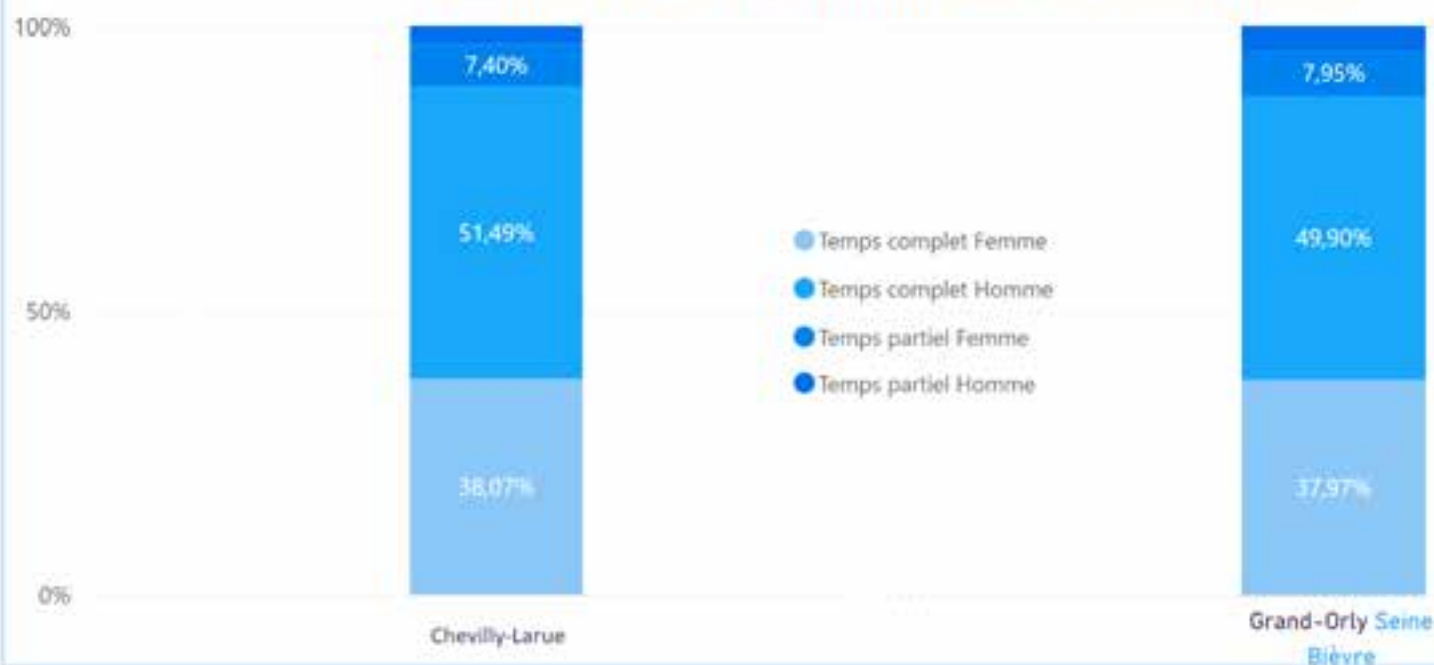 100%
7,40%
7,95%
51,49%
Temps complet Femme
49,90%
Temps complet Homme
50%
Temps partiel Femme
Temps partiel Homme
38,07%
37,97%
0%
Chevilly-Larue
Grand-Orly Seine
Bièvre